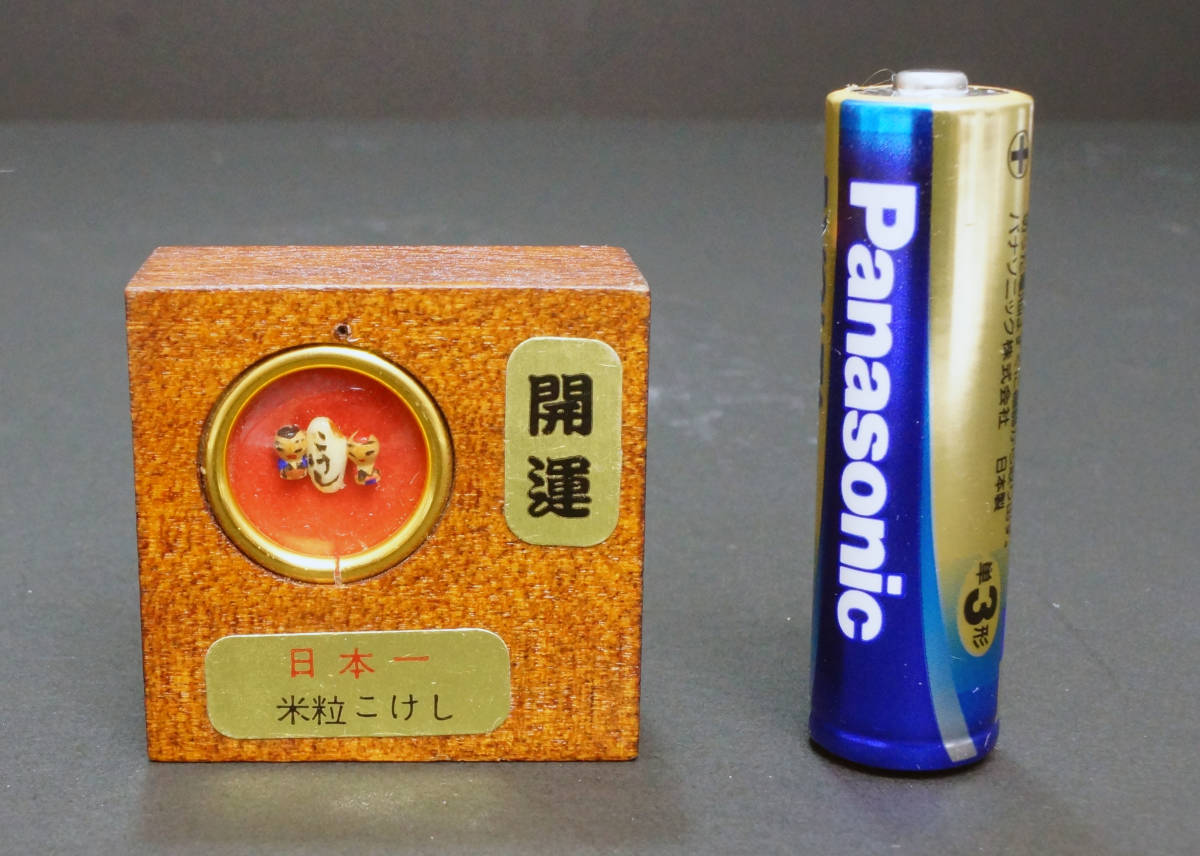 開運
日本一
米粒こけし
こけし
Panasonic
パナソニック株式会社 日本製
単3形
+